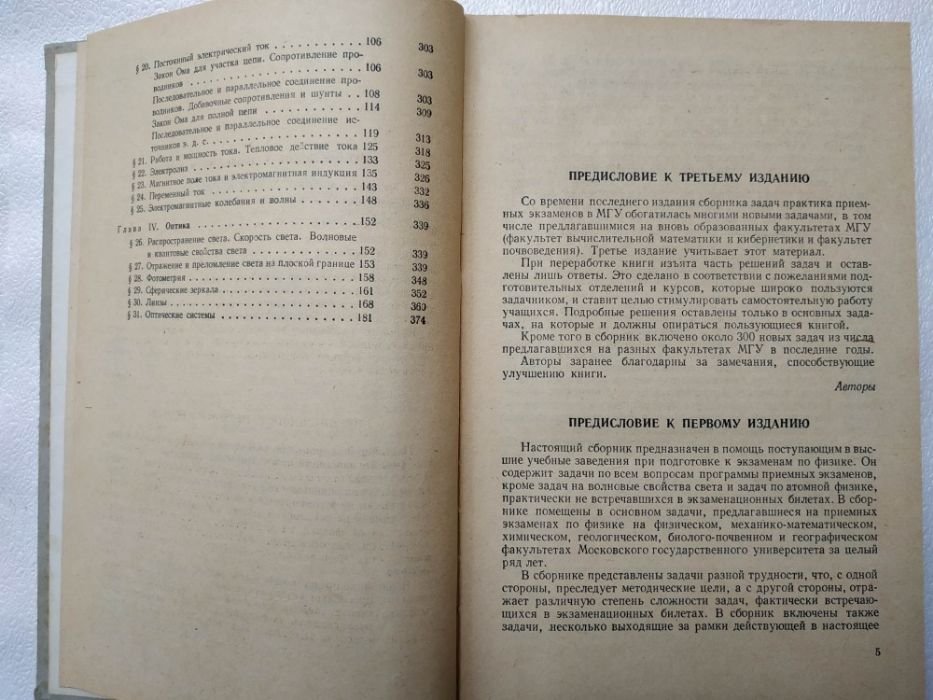 § 20. Постоянный электрический ток . . . . . . . . . . . 106 303
Закон Ома для участка цепи. Сопротивление про-
водников . . . . . . . . . . . . . . . . . . . . . 106 303
Последовательное и параллельное соединение про-
водников. Добавочные сопротивления и шунты . . 108 303
Закон Ома для полной цепи . . . . . . . . . . . . 114 309
Последовательное и параллельное соединение ис-
точников э. д. с. . . . . . . . . . . . . . . . . . 119 313
§ 21. Работа и мощность тока. Тепловое действие тока 125 318
§ 22. Электролиз . . . . . . . . . . . . . . . . . . . . 133 325
§ 23. Магнитное поле тока и электромагнитная индукция 135 326
§ 24. Переменный ток . . . . . . . . . . . . . . . . . 143 332
§ 25. Электромагнитные колебания и волны . . . . . . . 148 336
Глава IV. Оптика . . . . . . . . . . . . . . . . . . 152 339
§ 26. Распространение света. Скорость света. Волновые
и квантовые свойства света . . . . . . . . . . . . 152 339
§ 27. Отражение и преломление света на плоской границе 153 339
§ 28. Фотометрия . . . . . . . . . . . . . . . . . . . 158 348
§ 29. Сферические зеркала . . . . . . . . . . . . . . . 161 352
§ 30. Линзы . . . . . . . . . . . . . . . . . . . . . . 168 360
§ 31. Оптические системы . . . . . . . . . . . . . . . 181 374
ПРЕДИСЛОВИЕ К ТРЕТЬЕМУ ИЗДАНИЮ
Со времени последнего издания сборника задач практика прием-
ных экзаменов в МГУ обогатилась многими новыми задачами, в том
числе предлагавшимися на вновь образованных факультетах МГУ
(факультет вычислительной математики и кибернетики и факультет
почвоведения). Третье издание учитывает этот материал.
При переработке книги изъята часть решений задач и остав-
лены лишь ответы. Это сделано в соответствии с пожеланиями под-
готовительных отделений и курсов, которые широко пользуются
задачником, и ставит целью стимулировать самостоятельную работу
учащихся. Подробные решения оставлены только в основных зада-
чах, на которые и должны опираться пользующиеся книгой.
Кроме того в сборник включено около 300 новых задач из числа
предлагавшихся на разных факультетах МГУ в последние годы.
Авторы заранее благодарны за замечания, способствующие
улучшению книги.
Авторы
ПРЕДИСЛОВИЕ К ПЕРВОМУ ИЗДАНИЮ
Настоящий сборник предназначен в помощь поступающим в выс-
шие учебные заведения при подготовке к экзаменам по физике. Он
содержит задачи по всем вопросам программы приемных экзаменов,
кроме задач на волновые свойства света и задач по атомной физике,
практически не встречавшихся в экзаменационных билетах. В сбор-
нике помещены в основном задачи, предлагавшиеся на приемных
экзаменах по физике на физическом, механико-математическом,
химическом, геологическом, биолого-почвенном и географическом
факультетах Московского государственного университета за целый
ряд лет.
В сборнике представлены задачи разной трудности, что, с одной
стороны, преследует методические цели, а с другой стороны, отра-
жает различную степень сложности задач, фактически встречаю-
щихся в экзаменационных билетах. В сборник включены также
задачи, несколько выходящие за рамки действующей в настоящее
5